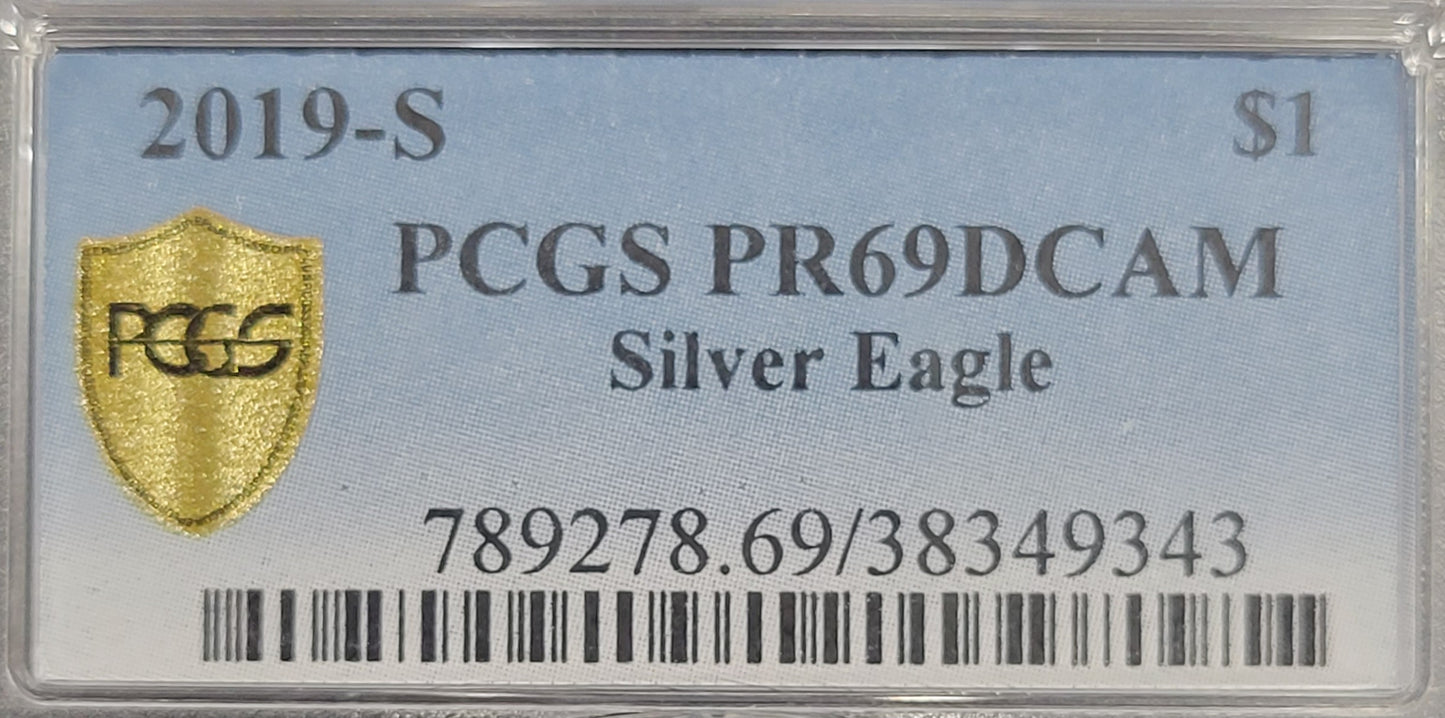 2019-S $1
PCGS PR69DCAM
Silver Eagle
PCGS
789278.69/38349343